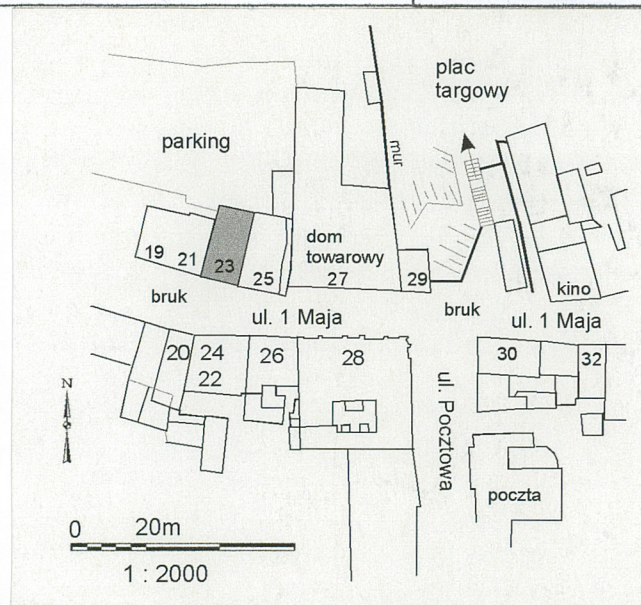 plac
targowy
parking
mur
dom
towarowy
19
21
23
25
27
29
kino
bruk
bruk
ul. 1 Maja
ul. 1 Maja
20
24
22
26
28
30
32
ul. Pocztowa
poczta
N
0 20m
1 : 2000